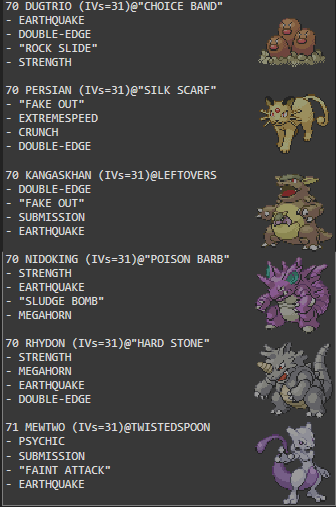 70 DUGTRIO (IVs=31)@"CHOICE BAND"
- EARTHQUAKE
- DOUBLE-EDGE
- "ROCK SLIDE"
- STRENGTH
70 PERSIAN (IVs=31)@"SILK SCARF"
- "FAKE OUT"
- EXTREMESPEED
- CRUNCH
- DOUBLE-EDGE
70 KANGASKHAN (IVs=31)@LEFTOVERS
- DOUBLE-EDGE
- "FAKE OUT"
- SUBMISSION
- EARTHQUAKE
70 NIDOKING (IVs=31)@"POISON BARB"
- STRENGTH
- EARTHQUAKE
- "SLUDGE BOMB"
- MEGAHORN
70 RHYDON (IVs=31)@"HARD STONE"
- STRENGTH
- MEGAHORN
- EARTHQUAKE
- DOUBLE-EDGE
71 MEWTWO (IVs=31)@TWISTEDSPOON
- PSYCHIC
- SUBMISSION
- "FAINT ATTACK"
- EARTHQUAKE